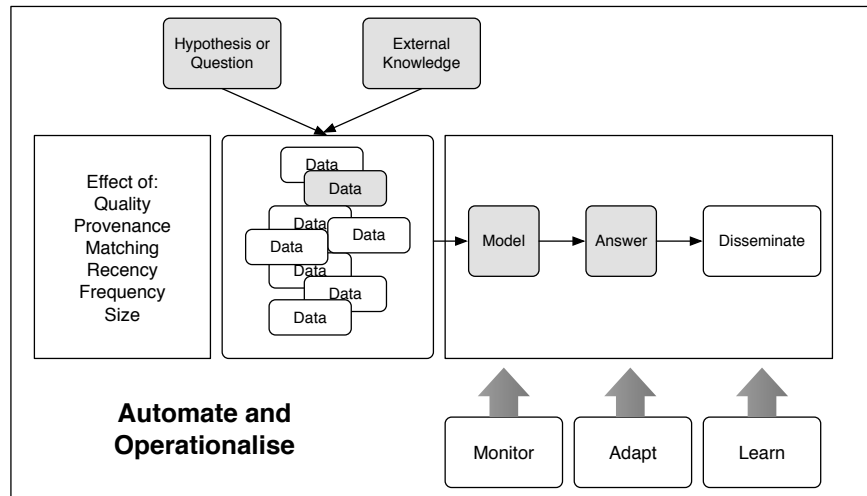 Hypothesis or
Question
External
Knowledge
Effect of:
Quality
Provenance
Matching
Recency
Frequency
Size
Data
Data
Data
Data
Data
Data
Data
Data
Model
Answer
Disseminate
Automate and
Operationalise
Monitor
Adapt
Learn